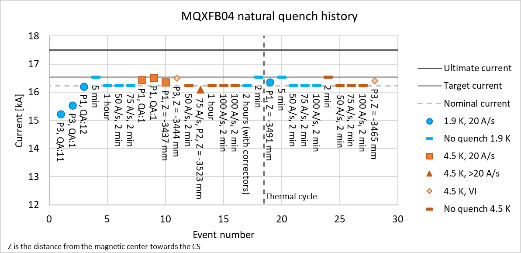 MQXFB04 natural quench history
18
17
16
15
14
13
12
Current [kA]
0
5
10
15
20
25
30
Event number
P3, QA:11
P3, QA:1
P1, QA:12
5 min
1 hour
50 A/s, 2 min
75 A/s, 2 min
P1, QA:1
P1, QA:1
P1, Z = -3437 mm
P3, Z = -3444 mm
75 A/s, P2, Z = -3523 mm
1 hour
100 A/s, 2 min
100 A/s, 2 min
2 hours (with correctors)
2 min
P1, Z = -3491 mm
5 min
50 A/s, 2 min
75 A/s, 2 min
100 A/s, 2 min
2 min
50 A/s, 2 min
75 A/s, 2 min
100 A/s, 2 min
P3, Z = -3465 mm
Thermal cycle
Ultimate current
Target current
Nominal current
1.9 K, 20 A/s
No quench 1.9 K
4.5 K, 20 A/s
4.5 K, >20 A/s
4.5 K, VI
No quench 4.5 K
Z is the distance from the magnetic center towards the CS